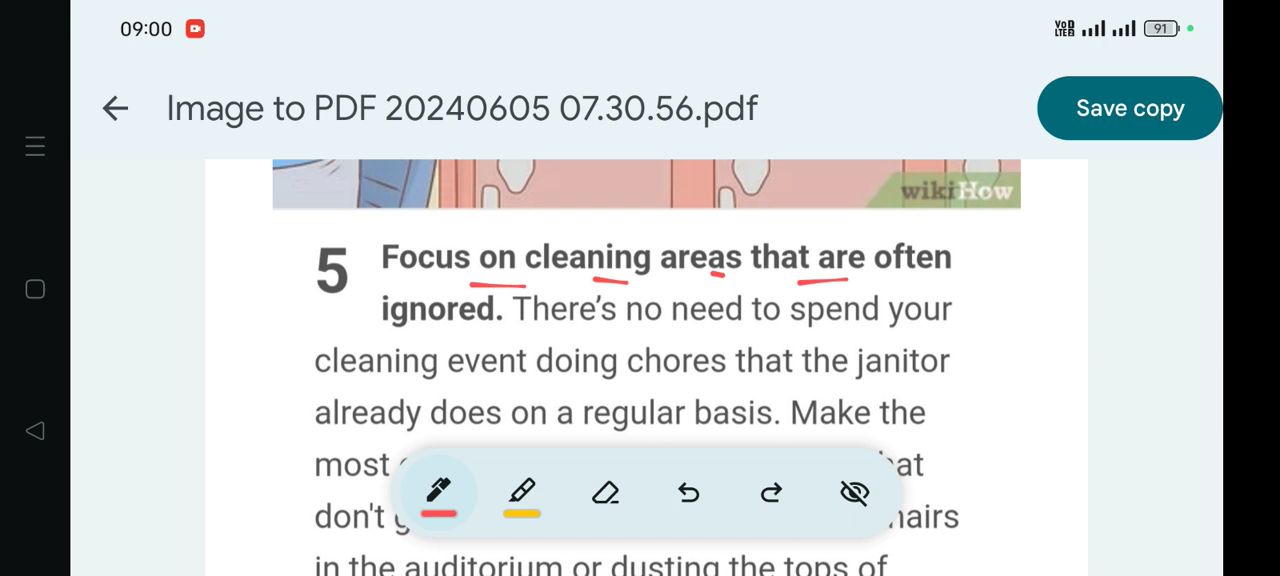 09:00
VoD LTE2 91
Image to PDF 20240605 07.30.56.pdf
Save copy
wikiHow
5 Focus on cleaning areas that are often
ignored. There's no need to spend your
cleaning event doing chores that the janitor
already does on a regular basis. Make the
most
don't
in the auditorium or dusting the tops of